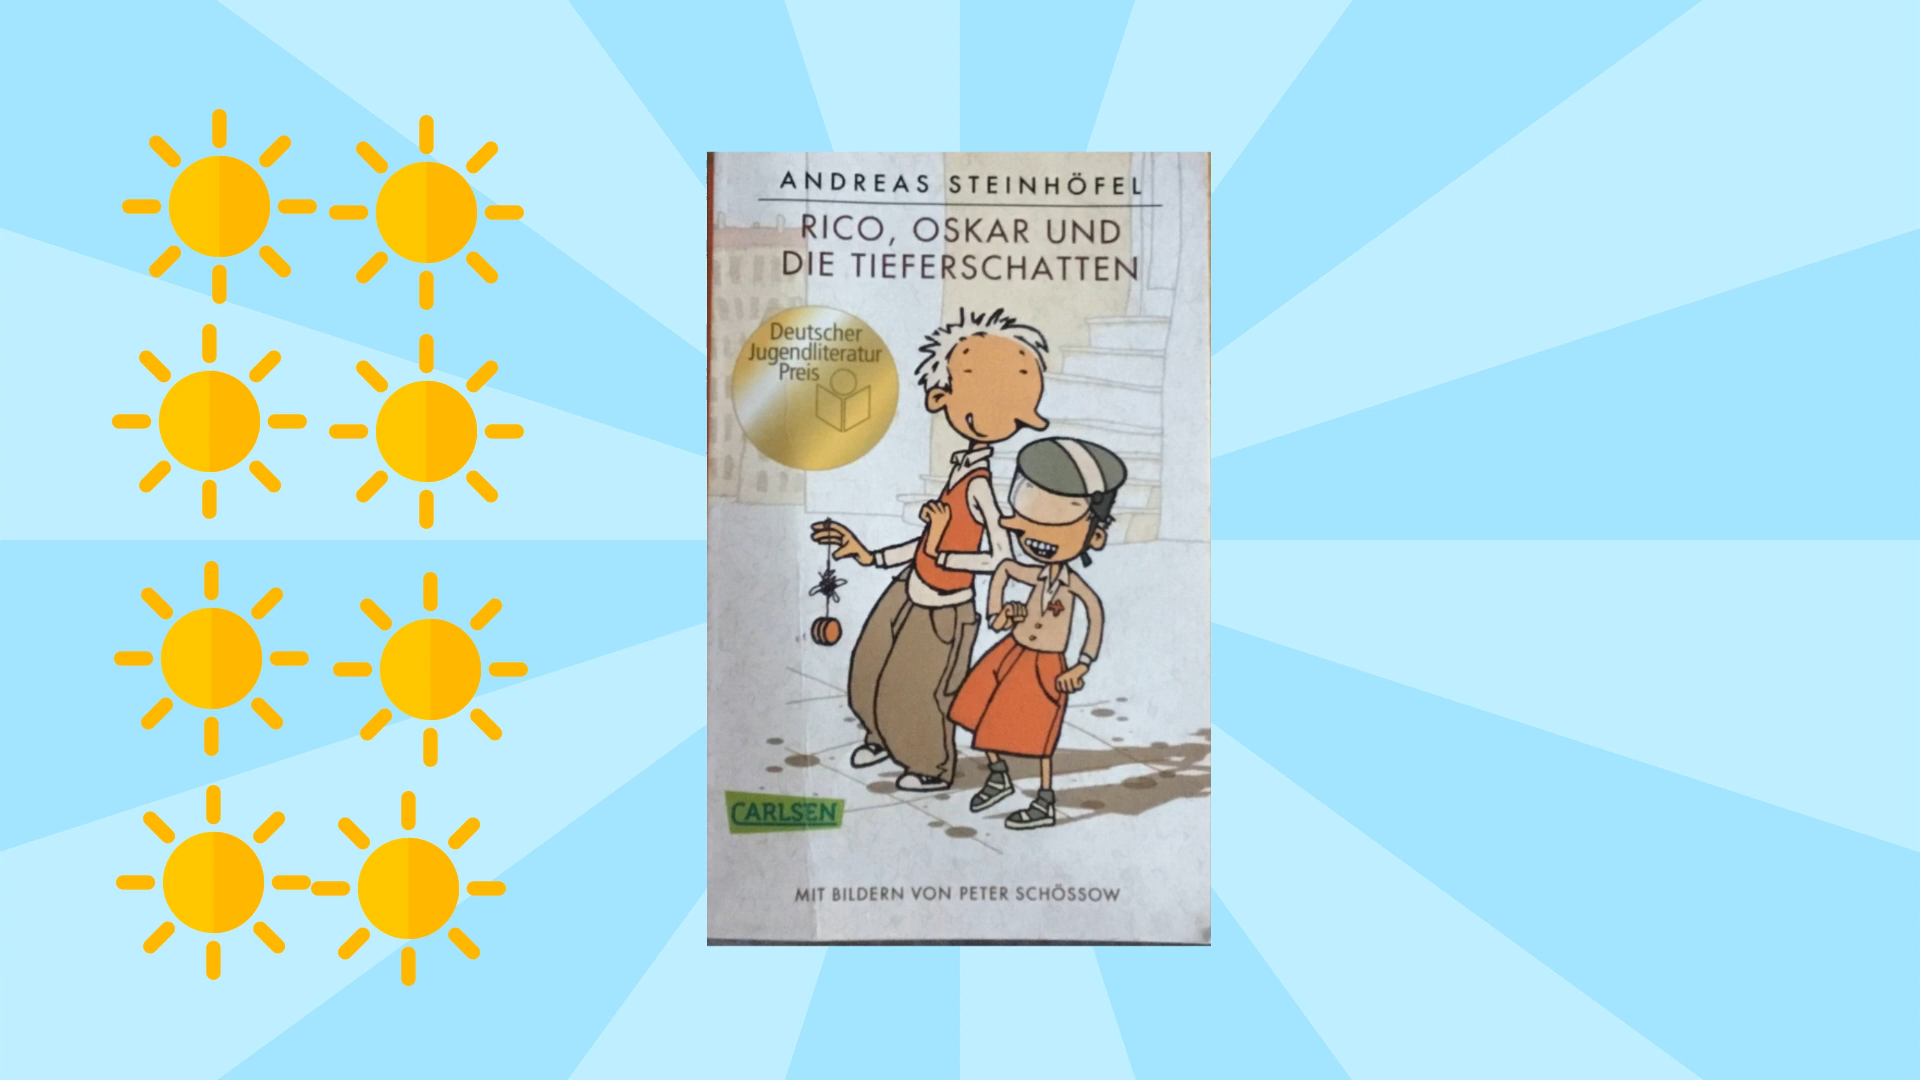 ANDREAS STEINHÖFEL
RICO, OSKAR UND
DIE TIEFERSCHATTEN
Deutscher
Jugendliteratur
Preis
CARLSEN
MIT BILDERN VON PETER SCHÖSSOW